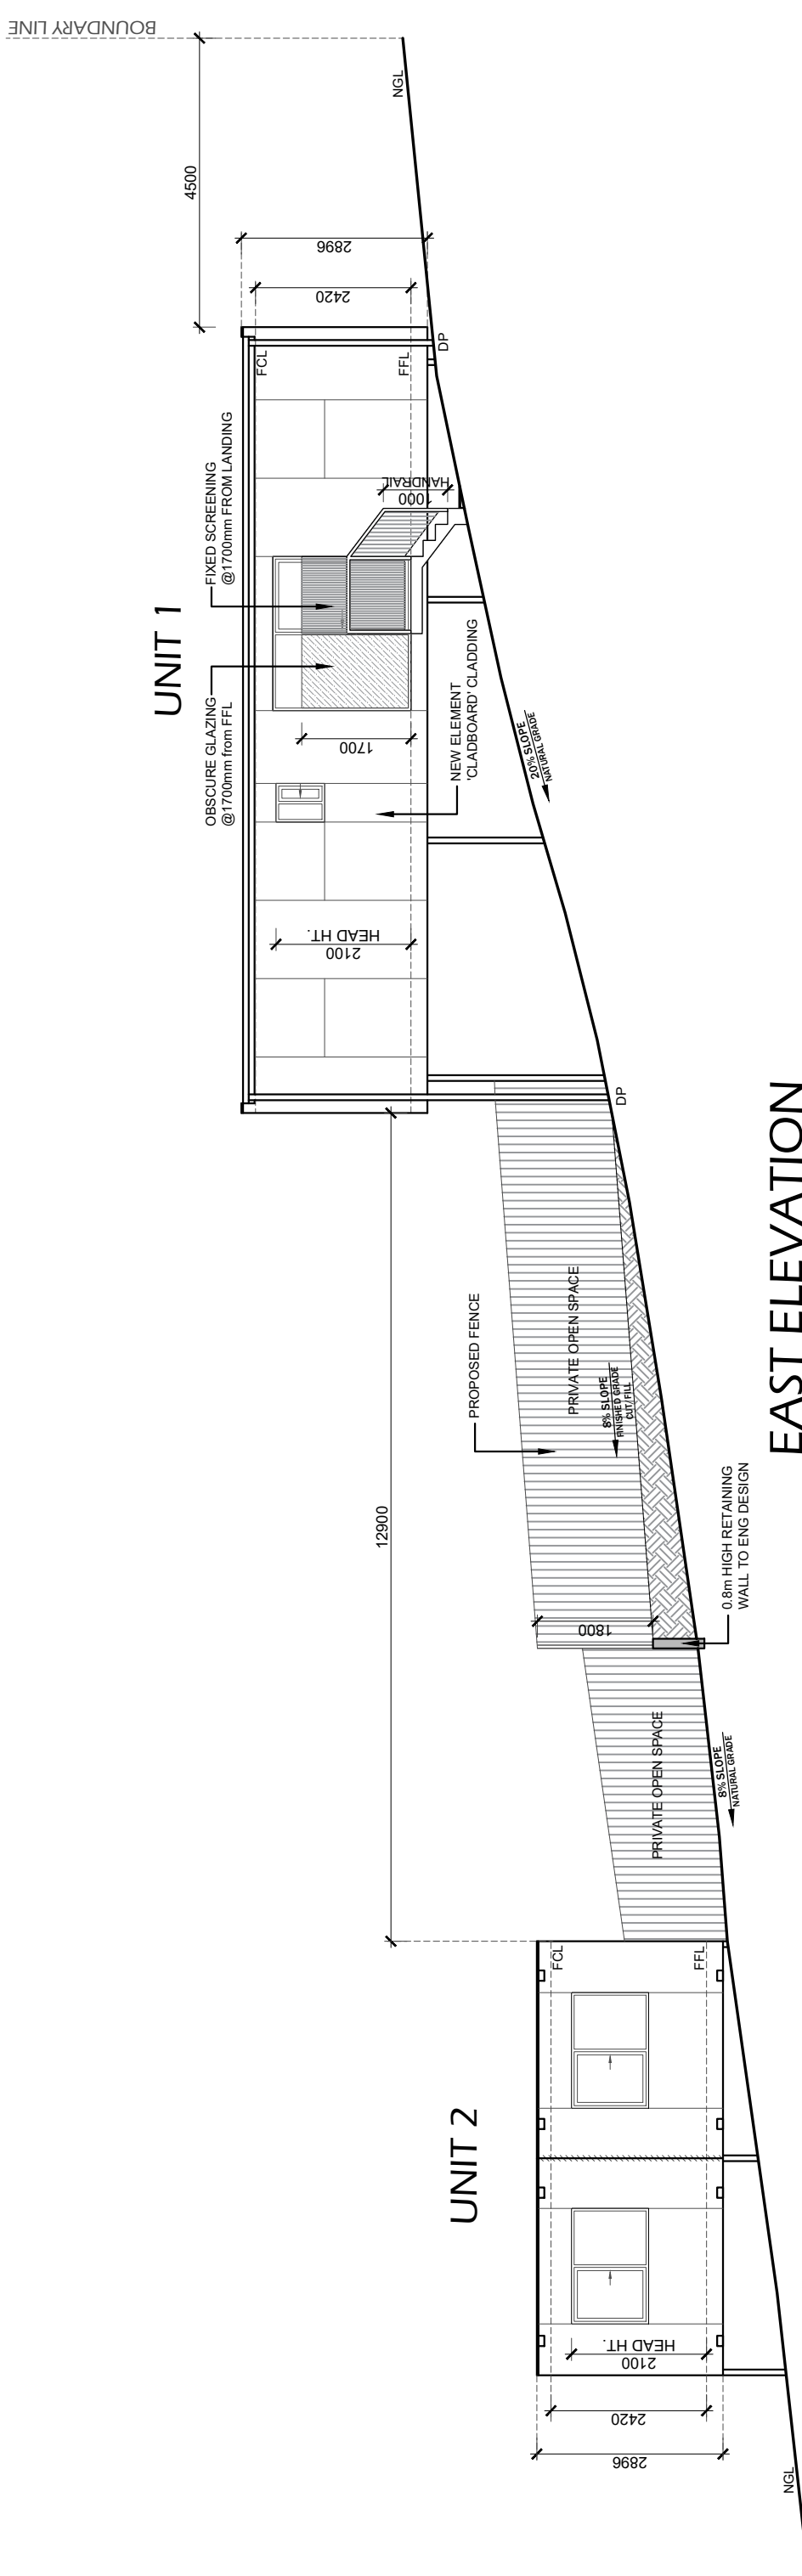 BOUNDARY LINE
4500
NGL
2896
2420
FCL
FFL
DP
UNIT 1
FIXED SCREENING
@1700mm FROM LANDING
OBSCURE GLAZING
@1700mm from FFL
1000
HANDRAIL
1700
NEW ELEMENT
'CLADBOARD' CLADDING
20% SLOPE
NATURAL GRADE
2100
HEAD HT.
DP
12900
PROPOSED FENCE
PRIVATE OPEN SPACE
8% SLOPE
FINISHED GRADE
CUT/FILL
1800
0.8m HIGH RETAINING
WALL TO ENG DESIGN
PRIVATE OPEN SPACE
8% SLOPE
NATURAL GRADE
UNIT 2
FCL
FFL
2100
HEAD HT.
2420
2896
NGL
EAST ELEVATION